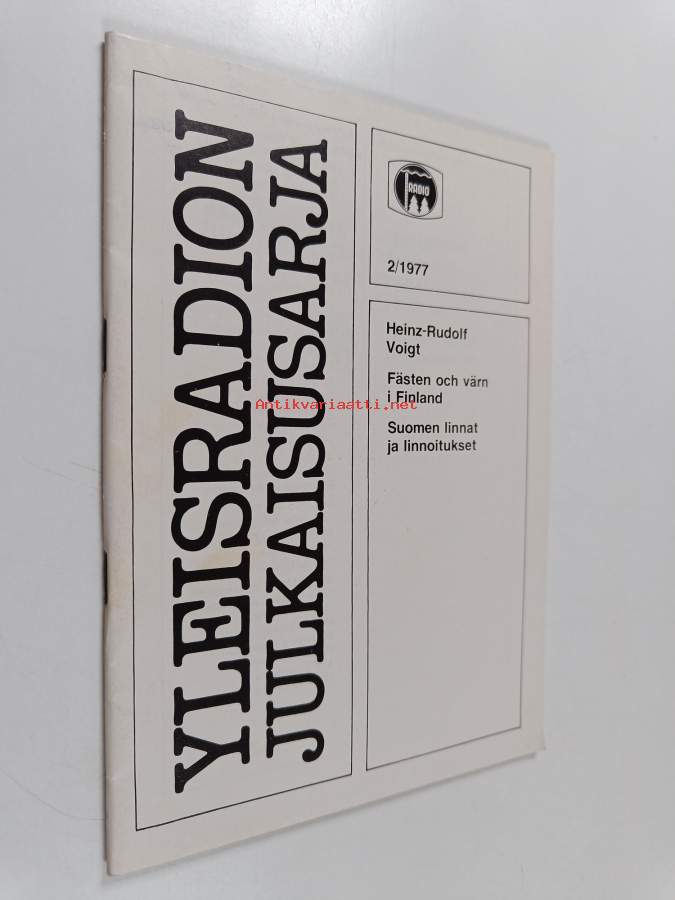 YLEISRADION
JULKAISUSARJA
RADIO
2/1977
Heinz-Rudolf
Voigt
Fästen och värn
i Finland
Suomen linnat
ja linnoitukset
Antikvariaatti.net